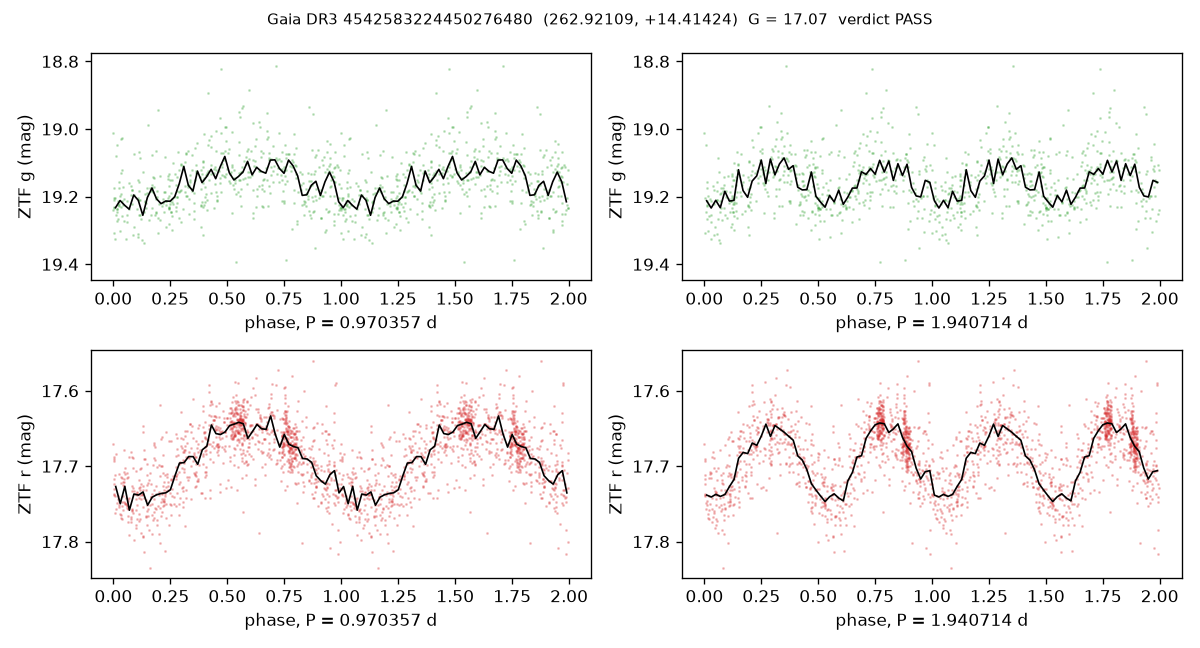 Gaia DR3 4542583224450276480  (262.92109, +14.41424)  G = 17.07  verdict PASS
ZTF g (mag)
18.8
19.0
19.2
19.4
0.00 0.25 0.50 0.75 1.00 1.25 1.50 1.75 2.00
phase, P = 0.970357 d
ZTF g (mag)
18.8
19.0
19.2
19.4
0.00 0.25 0.50 0.75 1.00 1.25 1.50 1.75 2.00
phase, P = 1.940714 d
ZTF r (mag)
17.6
17.7
17.8
0.00 0.25 0.50 0.75 1.00 1.25 1.50 1.75 2.00
phase, P = 0.970357 d
ZTF r (mag)
17.6
17.7
17.8
0.00 0.25 0.50 0.75 1.00 1.25 1.50 1.75 2.00
phase, P = 1.940714 d